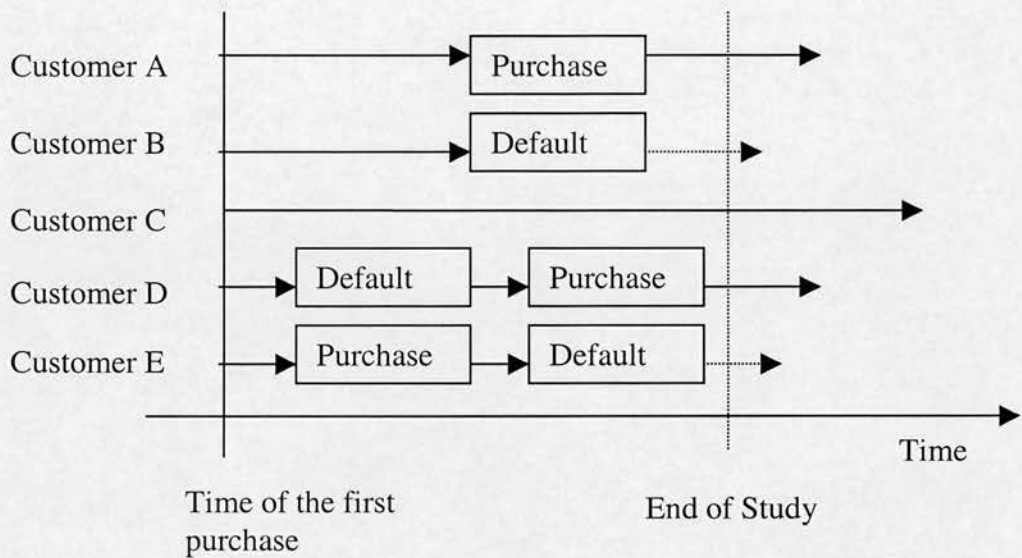 Customer A
Purchase
Customer B
Default
Customer C
Customer D
Default
Purchase
Customer E
Purchase
Default
Time
Time of the first
purchase
End of Study